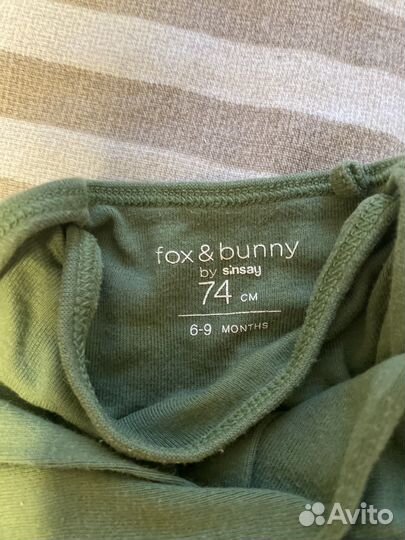 fox & bunny
by sinsay
74 CM
6-9 MONTHS
Avito